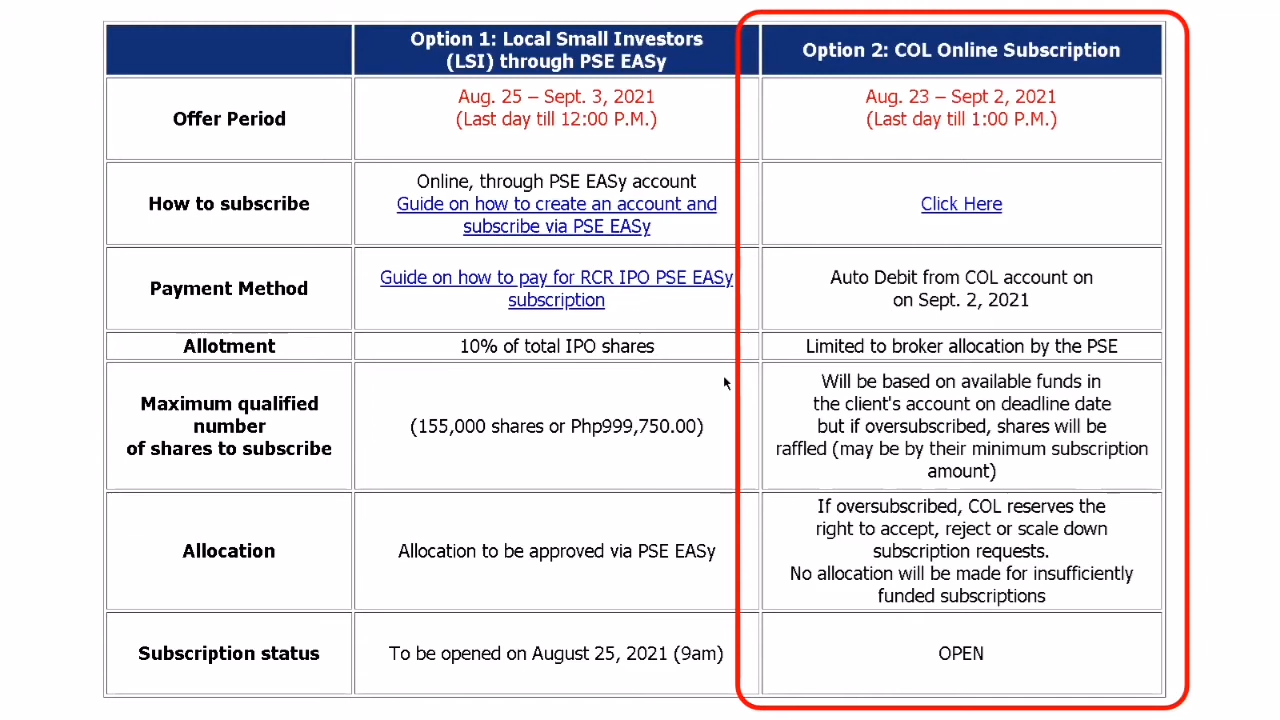 Option 1: Local Small Investors
(LSI) through PSE EASy
Option 2: COL Online Subscription
Offer Period
Aug. 25 – Sept. 3, 2021
(Last day till 12:00 P.M.)
Aug. 23 – Sept 2, 2021
(Last day till 1:00 P.M.)
How to subscribe
Online, through PSE EASy account
Guide on how to create an account and
subscribe via PSE EASy
Click Here
Payment Method
Guide on how to pay for RCR IPO PSE EASy
subscription
Auto Debit from COL account on
on Sept. 2, 2021
Allotment
10% of total IPO shares
Limited to broker allocation by the PSE
Maximum qualified
number
of shares to subscribe
(155,000 shares or Php999,750.00)
Will be based on available funds in
the client's account on deadline date
but if oversubscribed, shares will be
raffled (may be by their minimum subscription
amount)
Allocation
Allocation to be approved via PSE EASy
If oversubscribed, COL reserves the
right to accept, reject or scale down
subscription requests.
No allocation will be made for insufficiently
funded subscriptions
Subscription status
To be opened on August 25, 2021 (9am)
OPEN